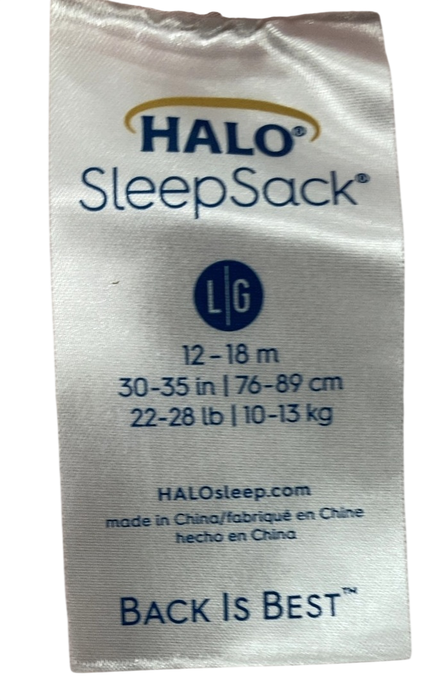 HALO®
SleepSack®
L|G
12-18 m
30-35 in | 76-89 cm
22-28 lb | 10-13 kg
HALOsleep.com
made in China/fabriqué en Chine
hecho en China
BACK IS BEST™